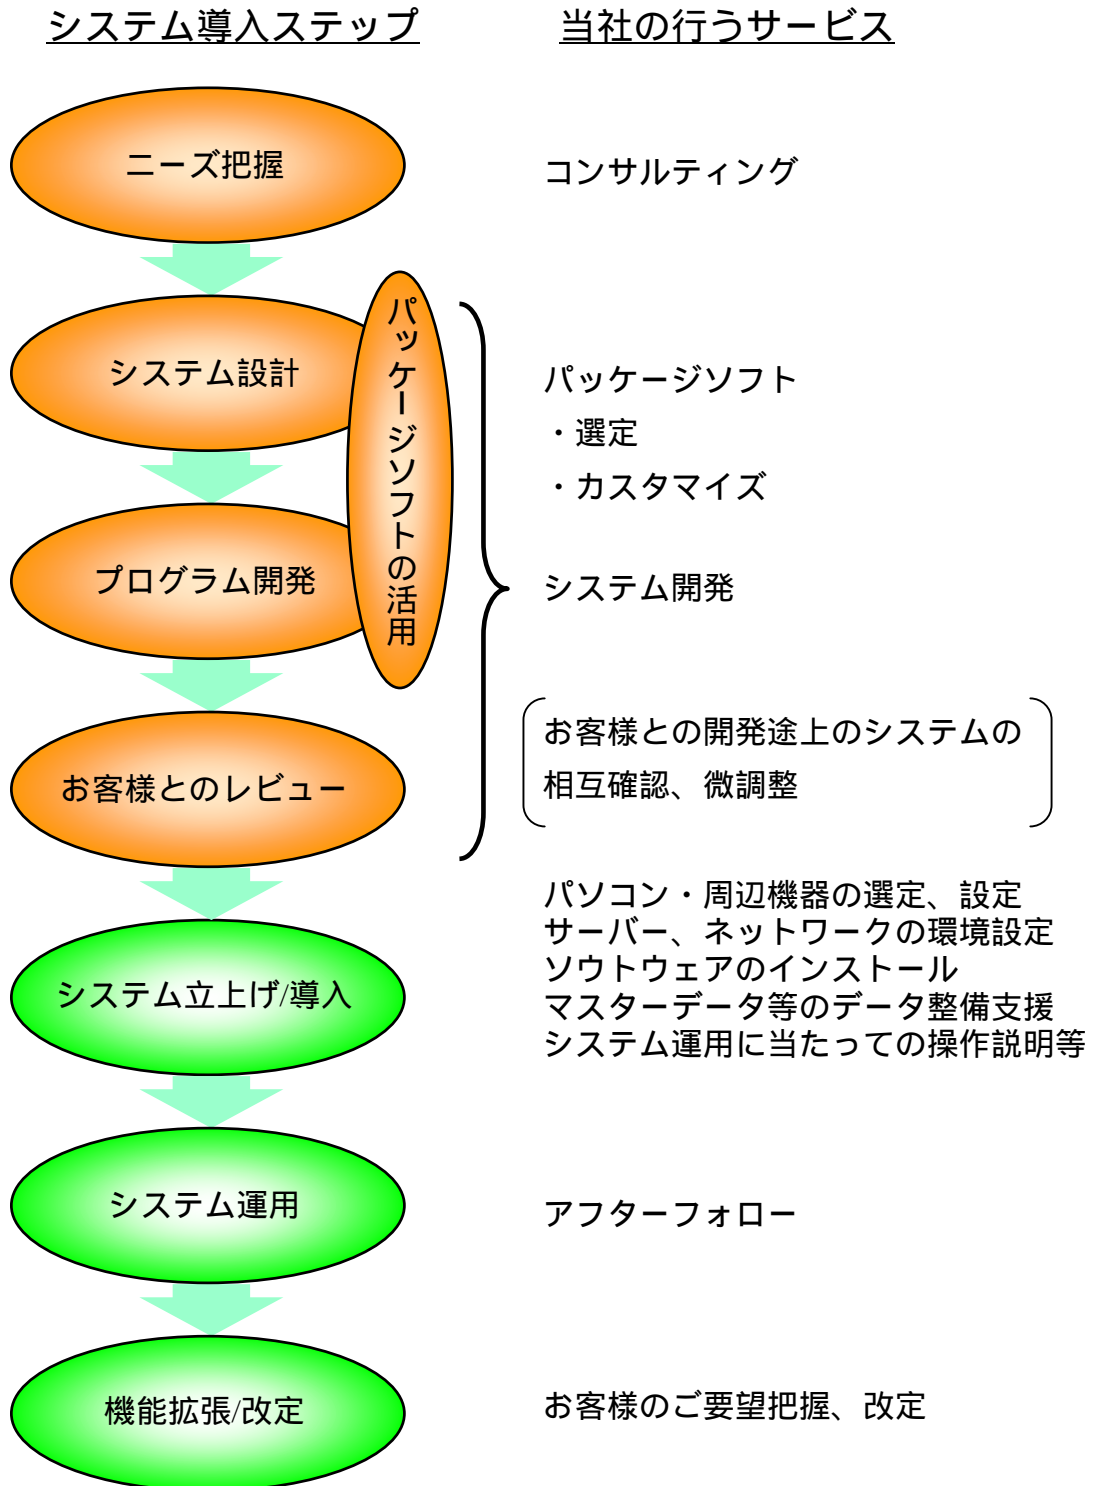 システム導入ステップ
当社の行うサービス
ニーズ把握
コンサルティング
パッケージソフトの活用
システム設計
パッケージソフト
・選定
・カスタマイズ
プログラム開発
システム開発
お客様とのレビュー
お客様との開発途上のシステムの
相互確認、微調整
システム立上げ/導入
パソコン・周辺機器の選定、設定
サーバー、ネットワークの環境設定
ソウトウェアのインストール
マスターデータ等のデータ整備支援
システム運用に当たっての操作説明等
システム運用
アフターフォロー
機能拡張/改定
お客様のご要望把握、改定